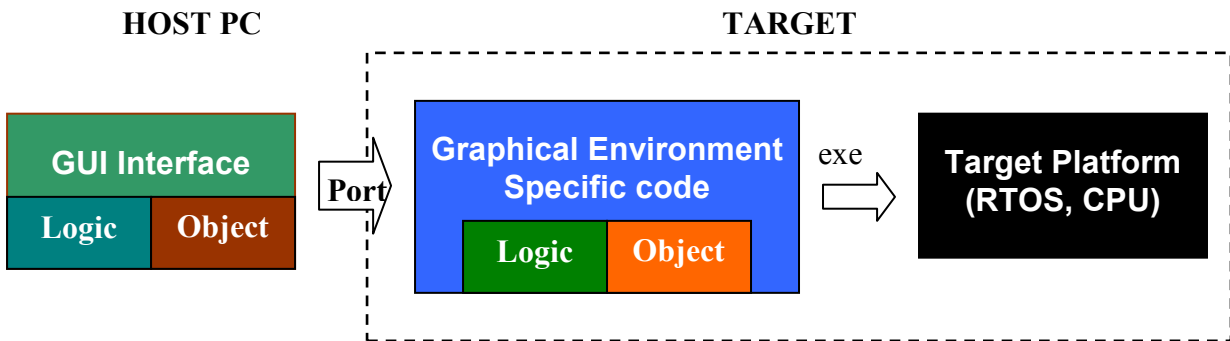 HOST PC
TARGET
GUI Interface
Logic
Object
Port
Graphical Environment
Specific code
Logic
Object
exe
Target Platform
(RTOS, CPU)